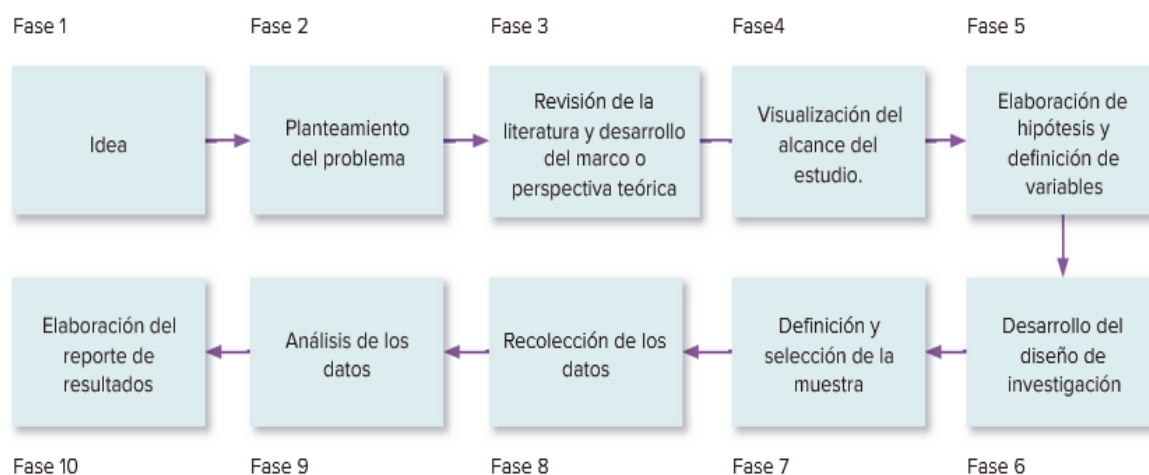 Fase 1
Fase 2
Fase 3
Fase4
Fase 5
Idea
Planteamiento
del problema
Revisión de la
literatura y desarrollo
del marco o
perspectiva teórica
Visualización del
alcance del
estudio.
Elaboración de
hipótesis y
definición de
variables
Elaboración del
reporte de
resultados
Análisis de los
datos
Recolección de los
datos
Definición y
selección de la
muestra
Desarrollo del
diseño de
investigación
Fase 10
Fase 9
Fase 8
Fase 7
Fase 6